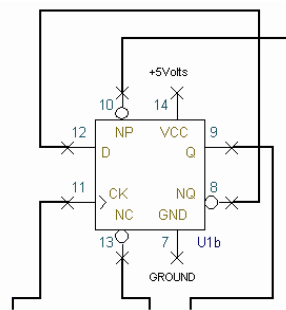 +5Volts
10 14
12 NP VCC 9
D Q
11 8
CK NQ
NC GND
13 7 U1b
GROUND